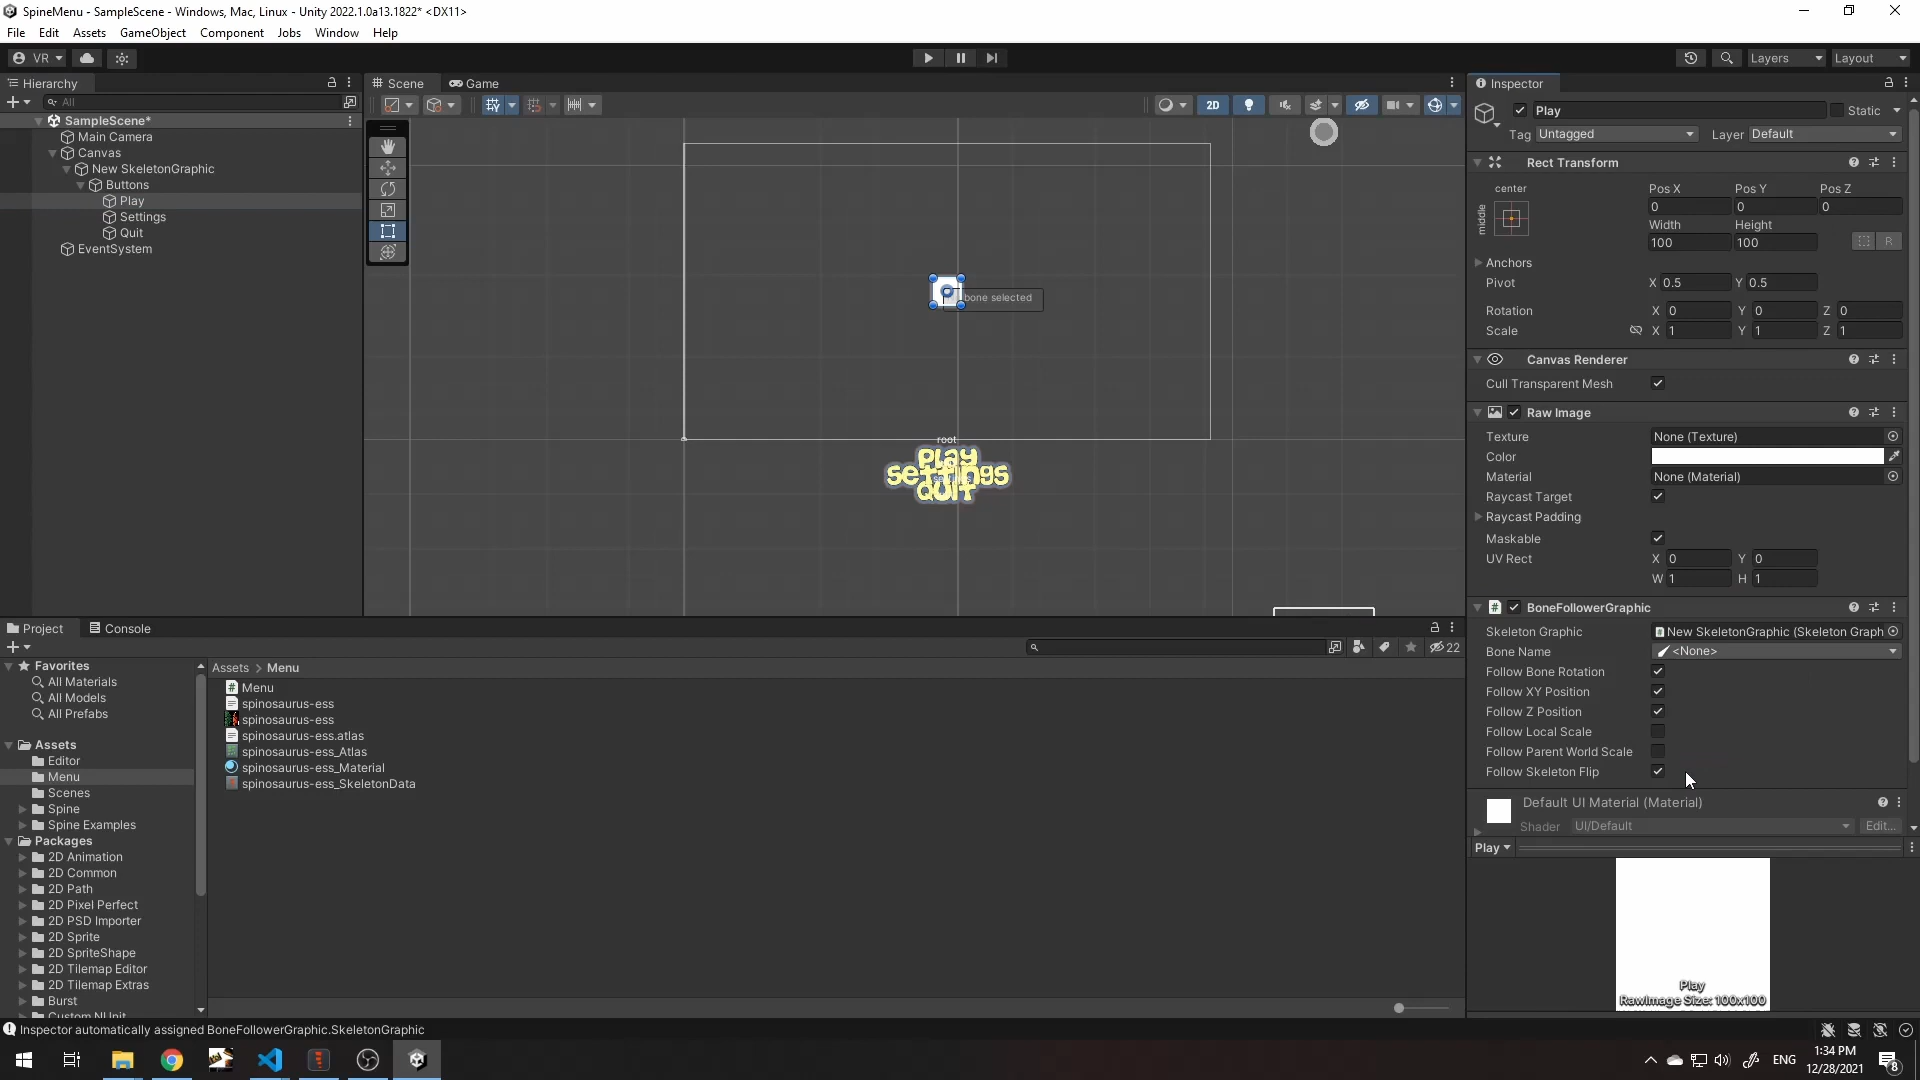 SpineMenu - SampleScene - Windows, Mac, Linux - Unity 2022.1.0a13.1822* <DX11>
File Edit Assets GameObject Component Jobs Window Help
VR Layers Layout
Hierarchy
All
SampleScene*
Main Camera
Canvas
New SkeletonGraphic
Buttons
Play
Settings
Quit
EventSystem
Scene Game
2D
bone selected
root
play
settings
quit
Inspector
Play Static
Tag Untagged Layer Default
Rect Transform
center
middle
Pos X Pos Y Pos Z
0 0 0
Width Height
100 100
R
Anchors
Pivot X 0.5 Y 0.5
Rotation X 0 Y 0 Z 0
Scale X 1 Y 1 Z 1
Canvas Renderer
Cull Transparent Mesh
Raw Image
Texture None (Texture)
Color
Material None (Material)
Raycast Target
Raycast Padding
Maskable
UV Rect X 0 Y 0
W 1 H 1
BoneFollowerGraphic
Skeleton Graphic New SkeletonGraphic (Skeleton Graph
Bone Name <None>
Follow Bone Rotation
Follow XY Position
Follow Z Position
Follow Local Scale
Follow Parent World Scale
Follow Skeleton Flip
Default UI Material (Material)
Shader UI/Default Edit...
Play
Play
RawImage Size: 100x100
Project Console
22
Favorites
All Materials
All Models
All Prefabs
Assets
Editor
Menu
Scenes
Spine
Spine Examples
Packages
2D Animation
2D Common
2D Path
2D Pixel Perfect
2D PSD Importer
2D Sprite
2D SpriteShape
2D Tilemap Editor
2D Tilemap Extras
Burst
Custom NUnit
Assets > Menu
Menu
spinosaurus-ess
spinosaurus-ess
spinosaurus-ess.atlas
spinosaurus-ess_Atlas
spinosaurus-ess_Material
spinosaurus-ess_SkeletonData
Inspector automatically assigned BoneFollowerGraphic.SkeletonGraphic
ENG
1:34 PM
12/28/2021
8